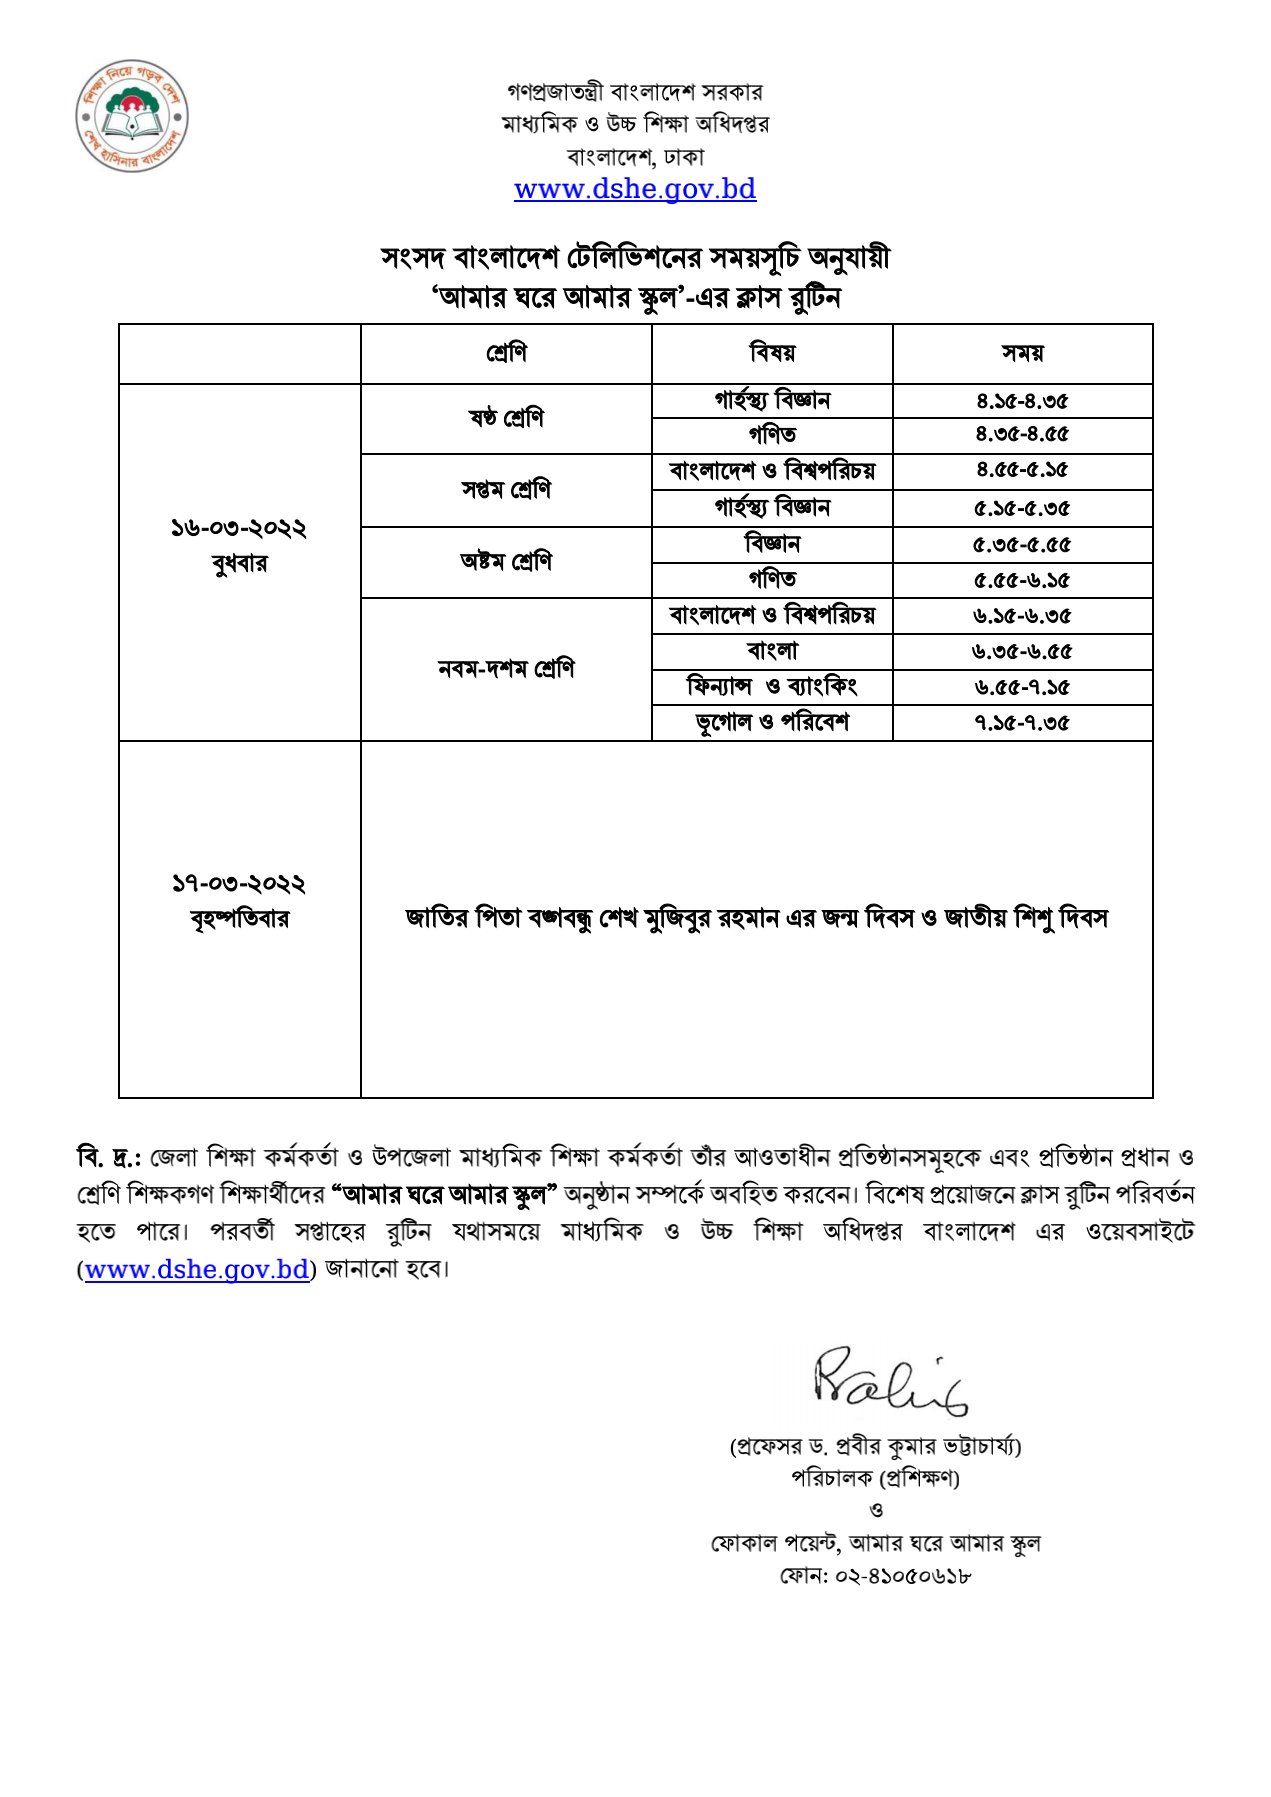 শিক্ষা নিয়ে গড়ব দেশ
শেখ হাসিনার বাংলাদেশ
গণপ্রজাতন্ত্রী বাংলাদেশ সরকার
মাধ্যমিক ও উচ্চ শিক্ষা অধিদপ্তর
বাংলাদেশ, ঢাকা
www.dshe.gov.bd
সংসদ বাংলাদেশ টেলিভিশনের সময়সূচি অনুযায়ী
‘আমার ঘরে আমার স্কুল’-এর ক্লাস রুটিন
শ্রেণি বিষয় সময়
১৬-০৩-২০২২
বুধবার
ষষ্ঠ শ্রেণি
গার্হস্থ্য বিজ্ঞান ৪.১৫-৪.৩৫
গণিত ৪.৩৫-৪.৫৫
সপ্তম শ্রেণি
বাংলাদেশ ও বিশ্বপরিচয় ৪.৫৫-৫.১৫
গার্হস্থ্য বিজ্ঞান ৫.১৫-৫.৩৫
অষ্টম শ্রেণি
বিজ্ঞান ৫.৩৫-৫.৫৫
গণিত ৫.৫৫-৬.১৫
নবম-দশম শ্রেণি
বাংলাদেশ ও বিশ্বপরিচয় ৬.১৫-৬.৩৫
বাংলা ৬.৩৫-৬.৫৫
ফিন্যান্স ও ব্যাংকিং ৬.৫৫-৭.১৫
ভূগোল ও পরিবেশ ৭.১৫-৭.৩৫
১৭-০৩-২০২২
বৃহষ্পতিবার
জাতির পিতা বঙ্গবন্ধু শেখ মুজিবুর রহমান এর জন্ম দিবস ও জাতীয় শিশু দিবস
বি. দ্র.: জেলা শিক্ষা কর্মকর্তা ও উপজেলা মাধ্যমিক শিক্ষা কর্মকর্তা তাঁর আওতাধীন প্রতিষ্ঠানসমূহকে এবং প্রতিষ্ঠান প্রধান ও
শ্রেণি শিক্ষকগণ শিক্ষার্থীদের “আমার ঘরে আমার স্কুল” অনুষ্ঠান সম্পর্কে অবহিত করবেন। বিশেষ প্রয়োজনে ক্লাস রুটিন পরিবর্তন
হতে পারে। পরবর্তী সপ্তাহের রুটিন যথাসময়ে মাধ্যমিক ও উচ্চ শিক্ষা অধিদপ্তর বাংলাদেশ এর ওয়েবসাইটে
(www.dshe.gov.bd) জানানো হবে।
(প্রফেসর ড. প্রবীর কুমার ভট্টাচার্য্য)
পরিচালক (প্রশিক্ষণ)
ও
ফোকাল পয়েন্ট, আমার ঘরে আমার স্কুল
ফোন: ০২-৪১০৫০৬১৮